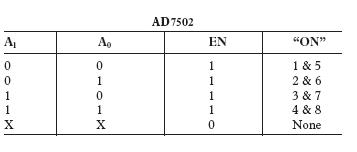 AD7502
A1 A0 EN “ON”
0 0 1 1 & 5
0 1 1 2 & 6
1 0 1 3 & 7
1 1 1 4 & 8
X X 0 None